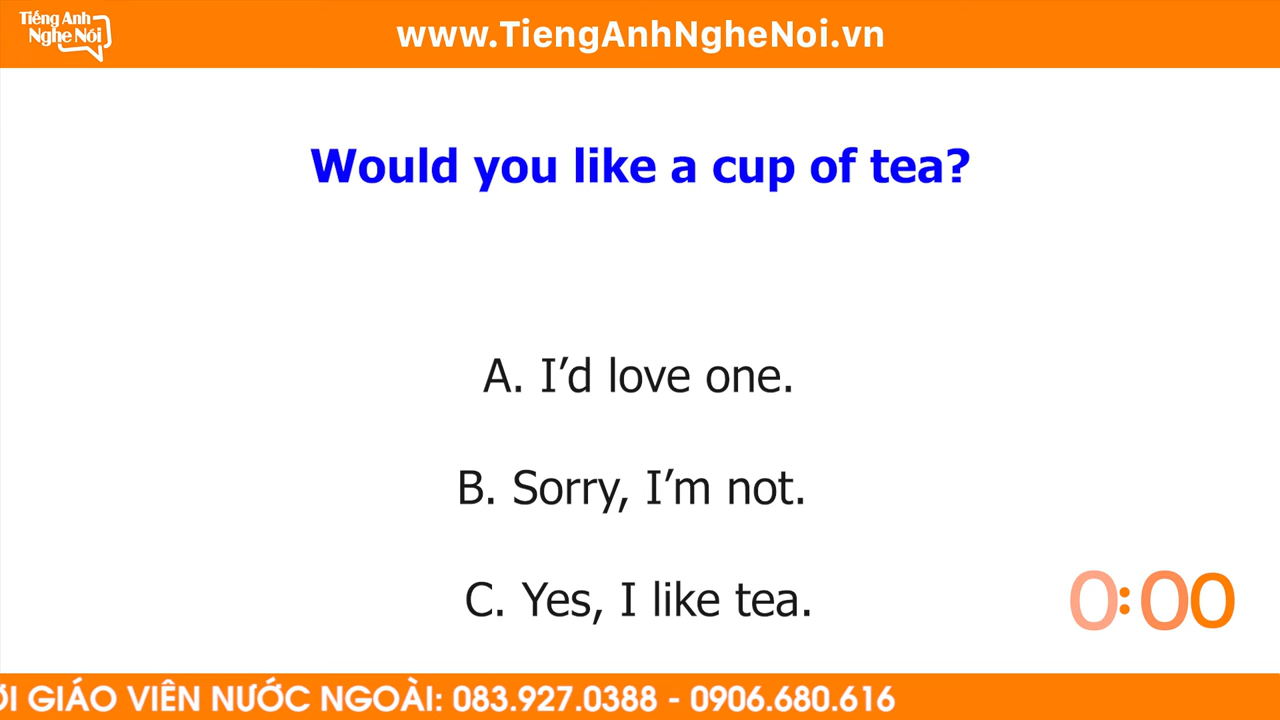 Tiếng Anh
Nghe Nói
www.TiengAnhNgheNoi.vn
Would you like a cup of tea?
A. I’d love one.
B. Sorry, I’m not.
C. Yes, I like tea.
0:00
GIÁO VIÊN NƯỚC NGOÀI: 083.927.0388 - 0906.680.616